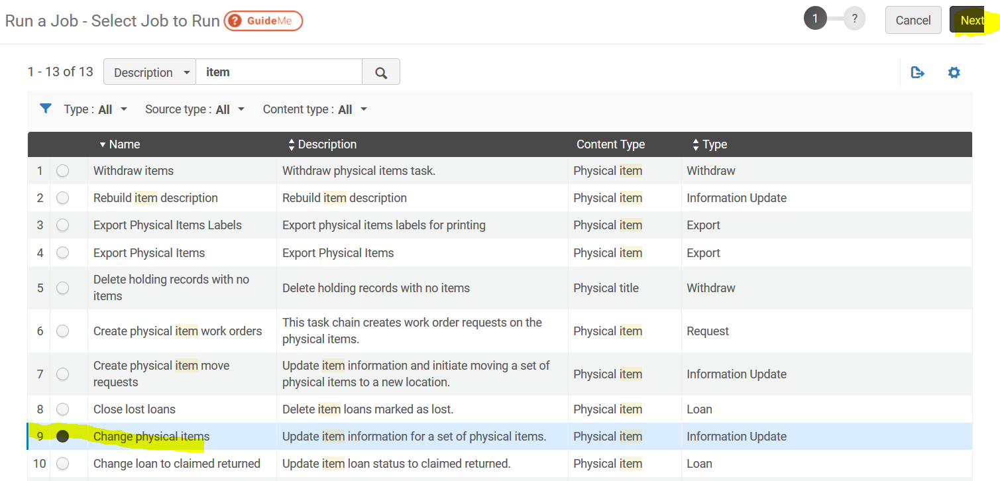 Run a Job - Select Job to Run ? GuideMe 1 ? Cancel Next
1 - 13 of 13 Description item
Type : All Source type : All Content type : All
Name Description Content Type Type
1 Withdraw items Withdraw physical items task. Physical item Withdraw
2 Rebuild item description Rebuild item description Physical item Information Update
3 Export Physical Items Labels Export physical items labels for printing Physical item Export
4 Export Physical Items Export Physical Items Physical item Export
5 Delete holding records with no
items Delete holding records with no items Physical title Withdraw
6 Create physical item work orders This task chain creates work order requests on the
physical items. Physical item Request
7 Create physical item move
requests Update item information and initiate moving a set of
physical items to a new location. Physical item Information Update
8 Close lost loans Delete item loans marked as lost. Physical item Loan
9 Change physical items Update item information for a set of physical items. Physical item Information Update
10 Change loan to claimed returned Update item loan status to claimed returned. Physical item Loan